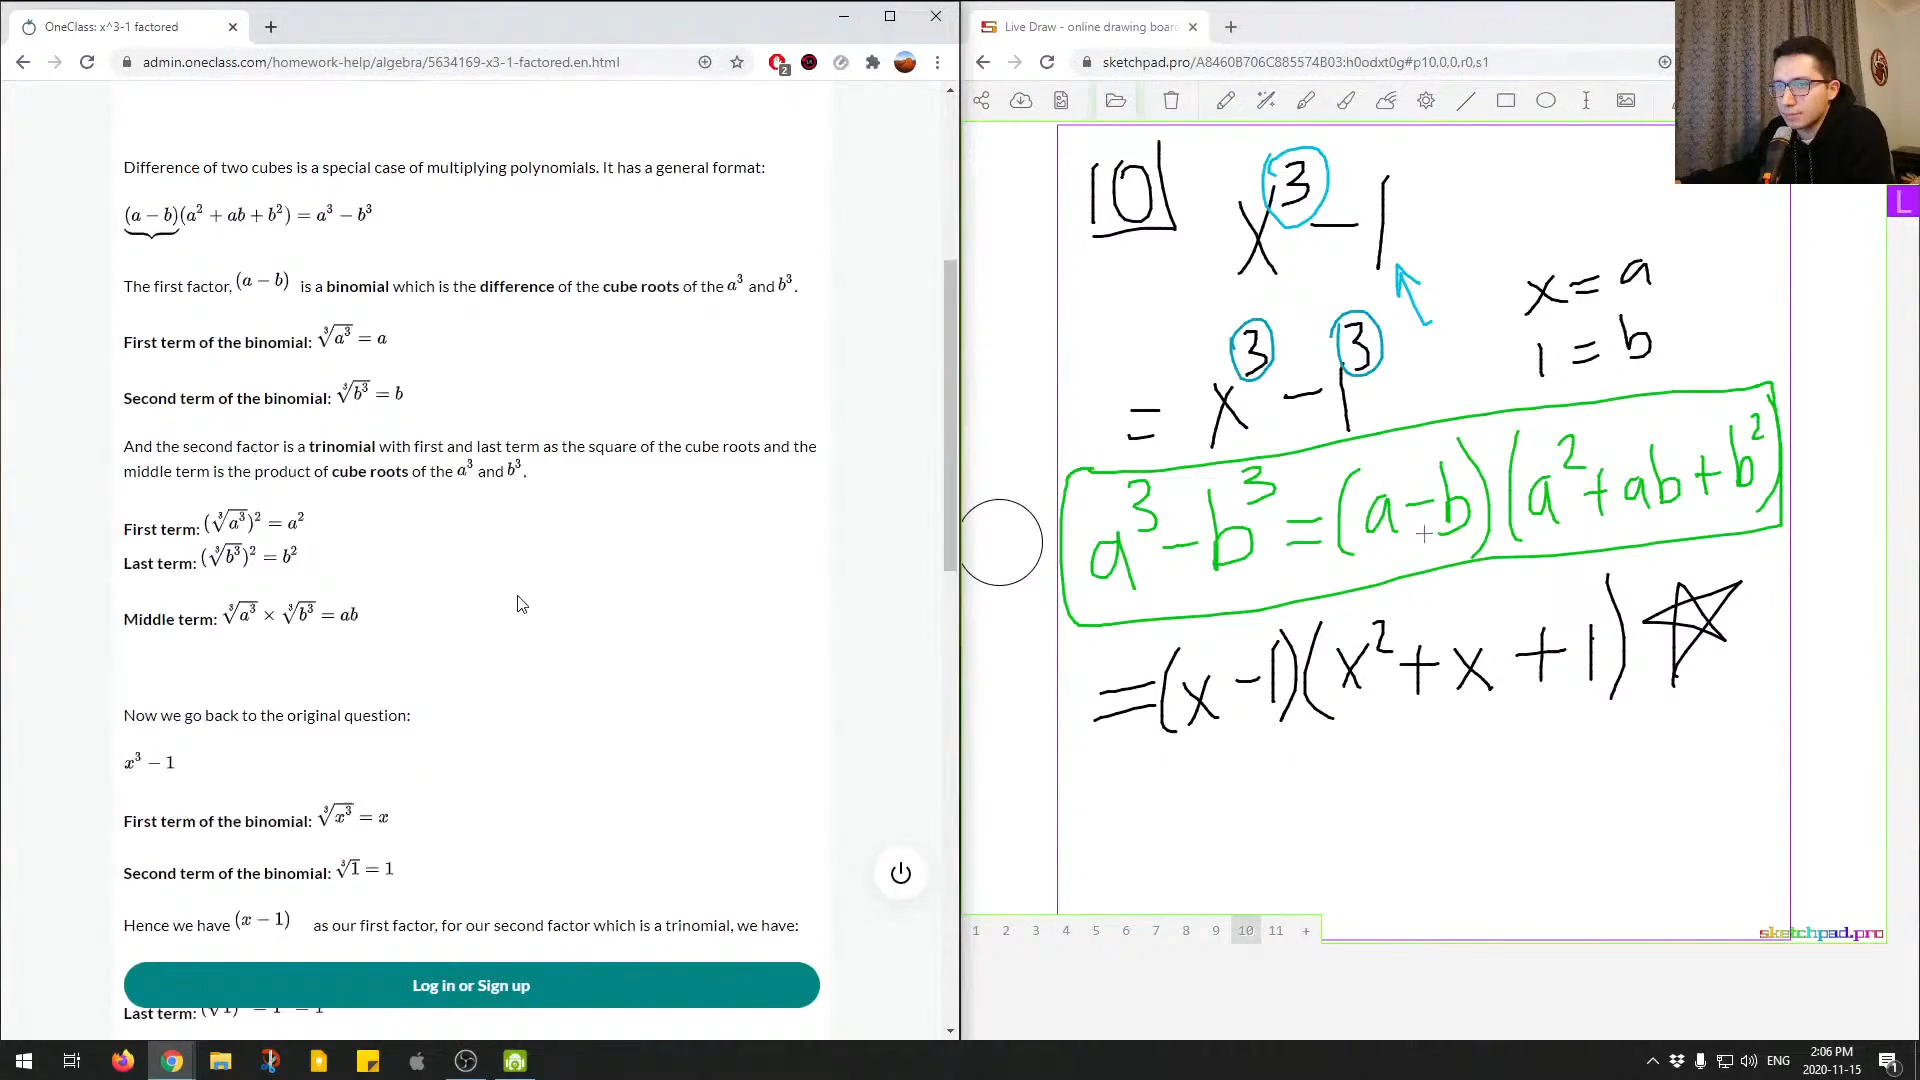 OneClass: x^3-1 factored
admin.oneclass.com/homework-help/algebra/5634169-x3-1-factored.en.html
2
Difference of two cubes is a special case of multiplying polynomials. It has a general format:
(a − b)(a² + ab + b²) = a³ − b³
The first factor, (a − b) is a binomial which is the difference of the cube roots of the a³ and b³.
First term of the binomial: ∛a³ = a
Second term of the binomial: ∛b³ = b
And the second factor is a trinomial with first and last term as the square of the cube roots and the
middle term is the product of cube roots of the a³ and b³.
First term: (∛a³)² = a²
Last term: (∛b³)² = b²
Middle term: ∛a³ × ∛b³ = ab
Now we go back to the original question:
x³ − 1
First term of the binomial: ∛x³ = x
Second term of the binomial: ∛1 = 1
Hence we have (x − 1) as our first factor, for our second factor which is a trinomial, we have:
Log in or Sign up
Last term:
Live Draw - online drawing board
sketchpad.pro/A8460B706C885574B03:h0odxt0g#p10,0,0,r0,s1
L
10 x³ − 1
x = a
1 = b
= x³ − 1³
a³ − b³ = (a − b)(a² + ab + b²)
= (x − 1)(x² + x + 1)
1 2 3 4 5 6 7 8 9 10 11 +
sketchpad.pro
ENG
2:06 PM
2020-11-15
1